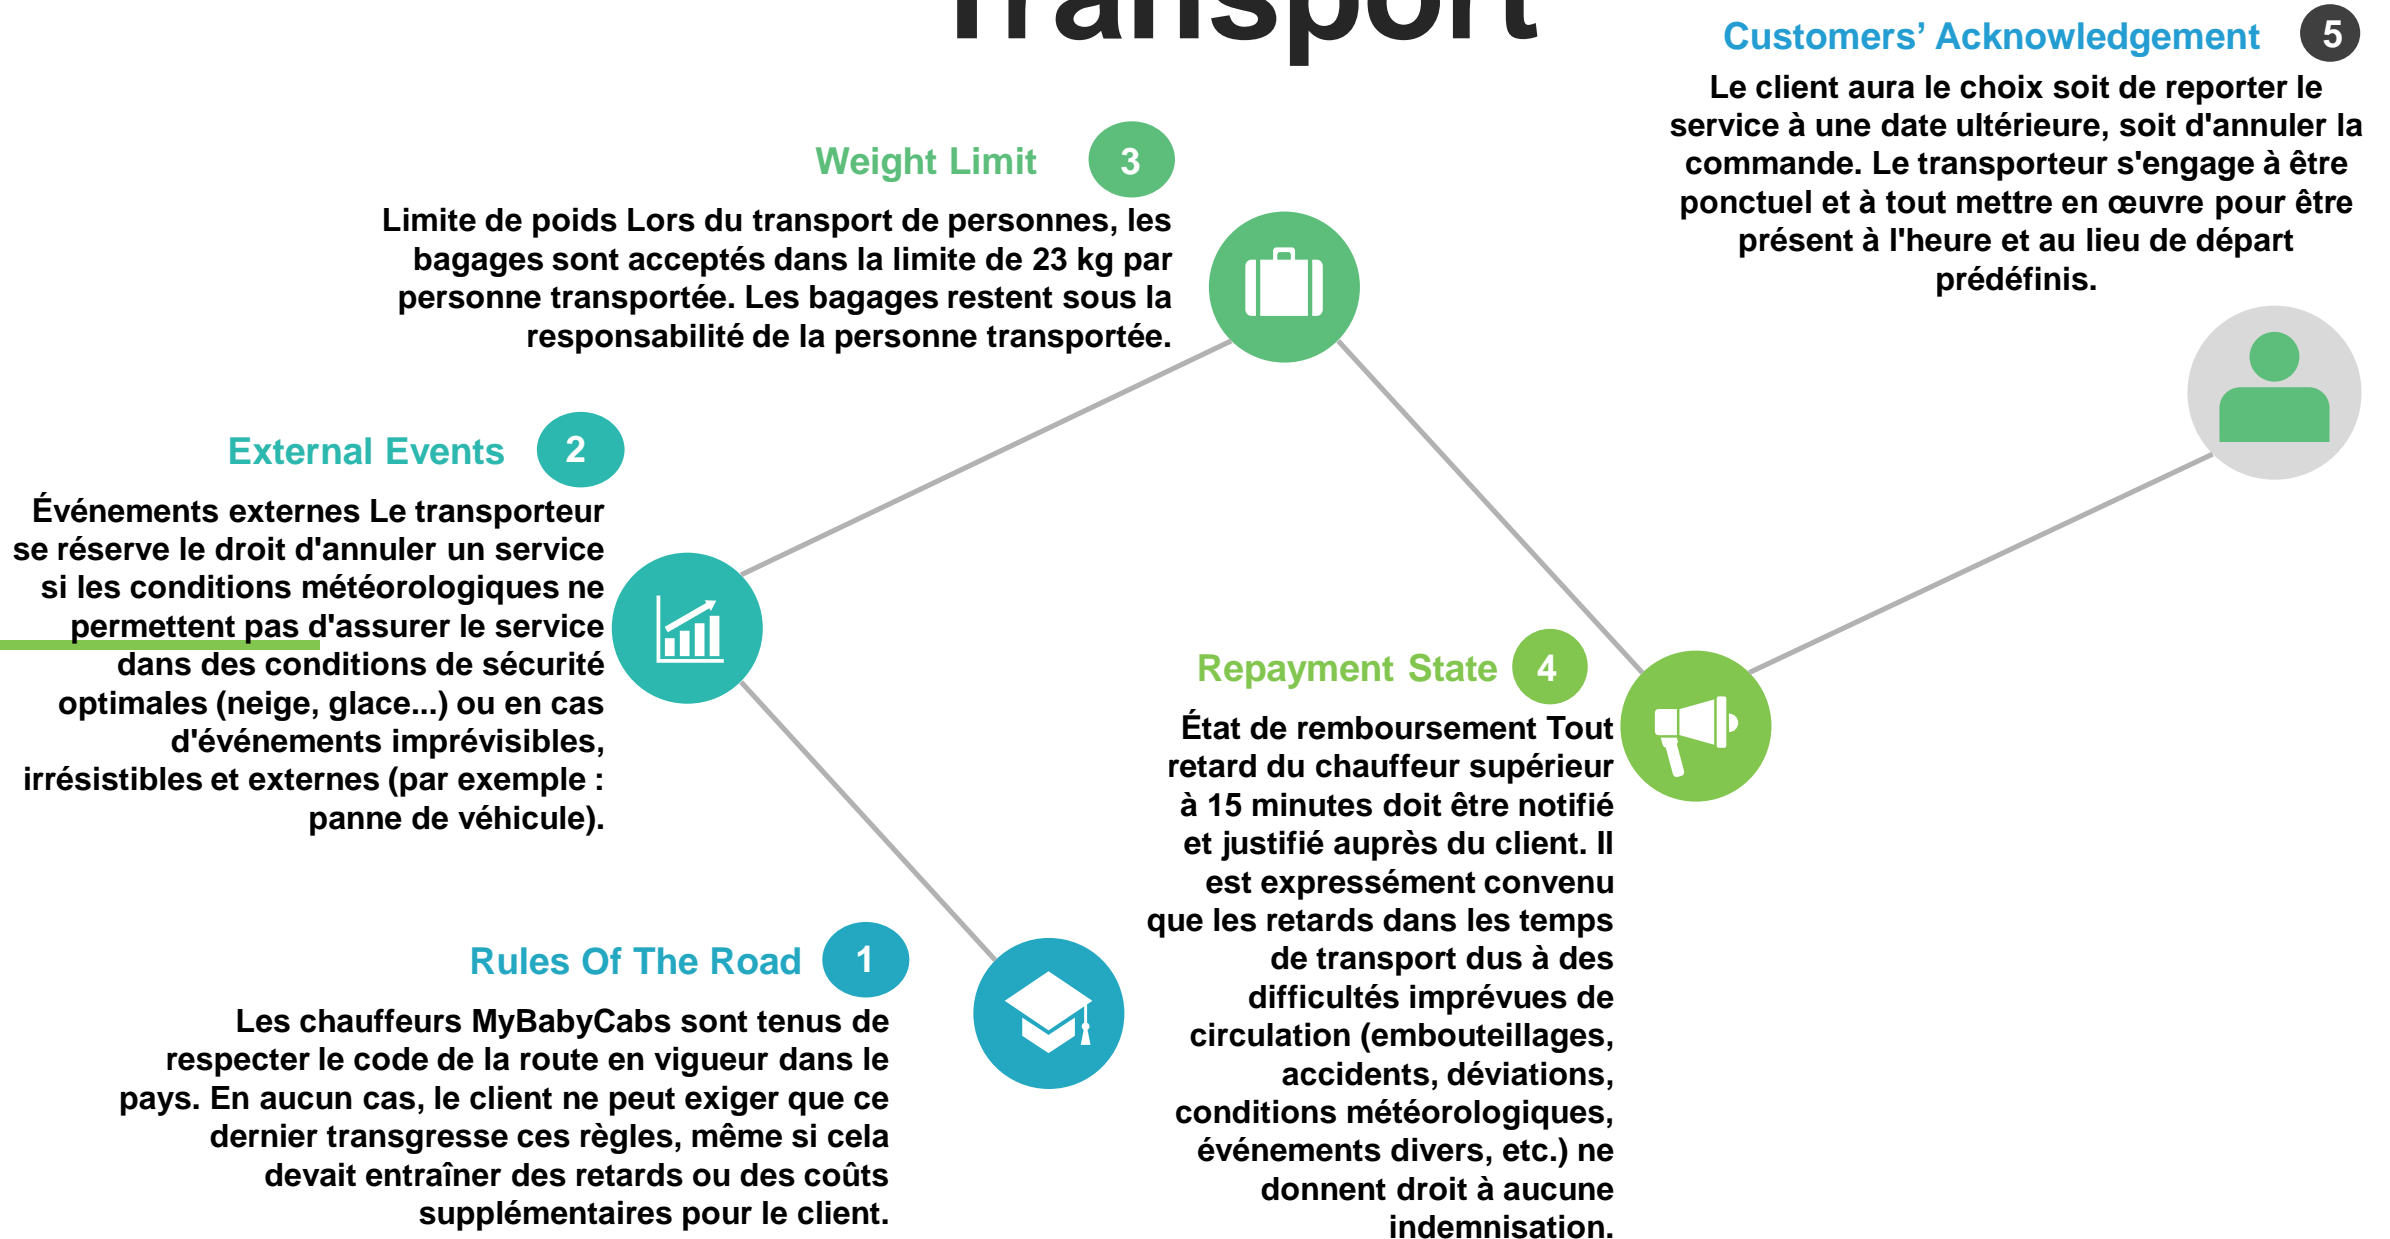 Transport
Customers’ Acknowledgement 5
Le client aura le choix soit de reporter le
service à une date ultérieure, soit d'annuler la
commande. Le transporteur s'engage à être
ponctuel et à tout mettre en œuvre pour être
présent à l'heure et au lieu de départ
prédéfinis.
Weight Limit 3
Limite de poids Lors du transport de personnes, les
bagages sont acceptés dans la limite de 23 kg par
personne transportée. Les bagages restent sous la
responsabilité de la personne transportée.
External Events 2
Événements externes Le transporteur
se réserve le droit d'annuler un service
si les conditions météorologiques ne
permettent pas d'assurer le service
dans des conditions de sécurité
optimales (neige, glace...) ou en cas
d'événements imprévisibles,
irrésistibles et externes (par exemple :
panne de véhicule).
Repayment State 4
État de remboursement Tout
retard du chauffeur supérieur
à 15 minutes doit être notifié
et justifié auprès du client. Il
est expressément convenu
que les retards dans les temps
de transport dus à des
difficultés imprévues de
circulation (embouteillages,
accidents, déviations,
conditions météorologiques,
événements divers, etc.) ne
donnent droit à aucune
indemnisation.
Rules Of The Road 1
Les chauffeurs MyBabyCabs sont tenus de
respecter le code de la route en vigueur dans le
pays. En aucun cas, le client ne peut exiger que ce
dernier transgresse ces règles, même si cela
devait entraîner des retards ou des coûts
supplémentaires pour le client.